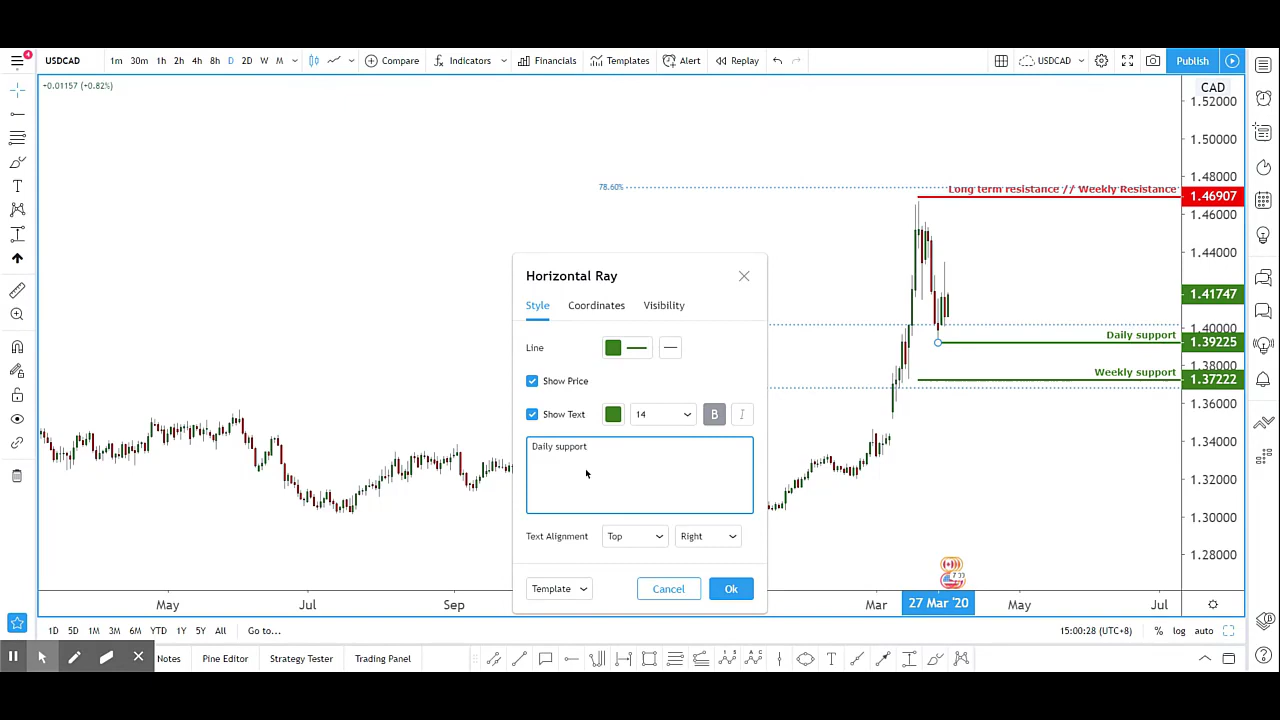 4
USDCAD
1m 30m 1h 2h 4h 8h D 2D W M
Compare
Indicators
Financials
Templates
Alert
Replay
USDCAD
Publish
+0.01157 (+0.82%)
CAD
1.52000
1.50000
1.48000
78.60%
Long term resistance // Weekly Resistance
1.46907
1.46000
1.44000
Horizontal Ray
1.41747
Style Coordinates Visibility
1.40000
Daily support
1.39225
Line
1.38000
Weekly support
1.37222
Show Price
1.36000
Show Text
14
B
I
1.34000
Daily support
1.32000
1.30000
Text Alignment
Top
Right
1.28000
Template
Cancel
Ok
May Jul Sep Mar 27 Mar '20 May Jul
1D 5D 1M 3M 6M YTD 1Y 5Y All Go to...
15:00:28 (UTC+8) % log auto
Notes
Pine Editor
Strategy Tester
Trading Panel